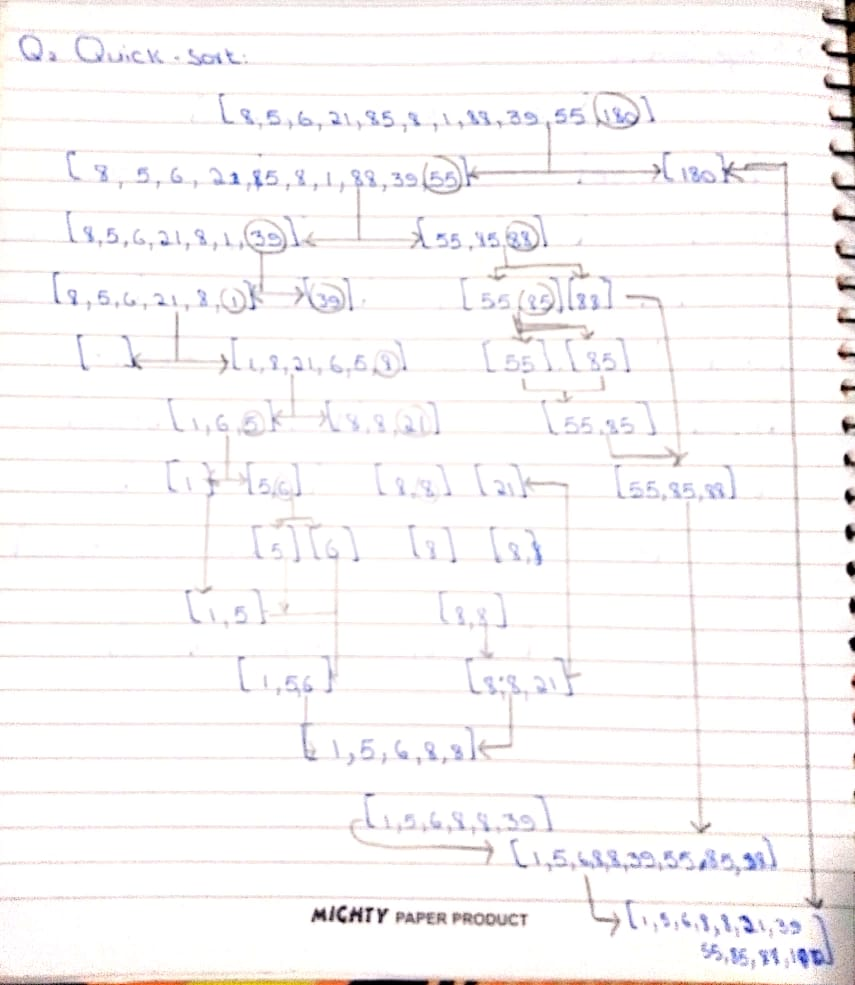 Q2 Quick-Sort:
[8,5,6,21,85,8,1,88,39,55,180]
[8,5,6,21,85,8,1,88,39,55] [180]
[8,5,6,21,8,1,39] [55,85,88]
[8,5,6,21,8,1] [39] [55,85] [88]
[ ] [1,8,21,6,5,8] [55] [85]
[1,6,5] [8,8,21] [55,85]
[1] [5,6] [8,8] [21] [55,85,88]
[5] [6] [8] [8,]
[1,5] [8,8]
[1,5,6] [8,8,21]
[1,5,6,8,8]
[1,5,6,8,8,39]
[1,5,6,8,8,39,55,85,88]
[1,5,6,8,8,21,39
55,85,88,180]
MIGHTY PAPER PRODUCT